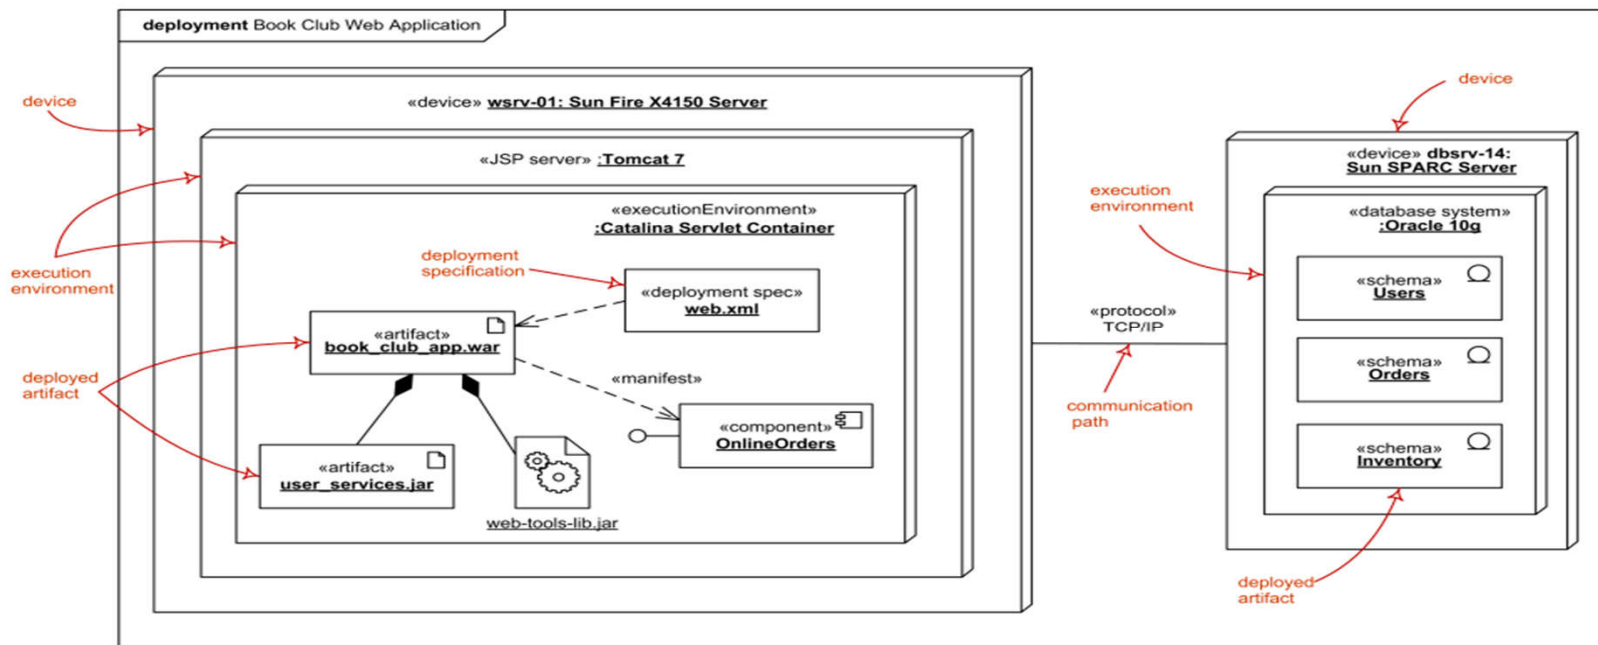 deployment Book Club Web Application
device
«device» wsrv-01: Sun Fire X4150 Server
device
«JSP server» :Tomcat 7
«device» dbsrv-14:
Sun SPARC Server
execution
environment
«executionEnvironment»
:Catalina Servlet Container
«database system»
:Oracle 10g
deployment
specification
execution
environment
«deployment spec»
web.xml
«schema»
Users
«protocol»
TCP/IP
«artifact»
book_club_app.war
«schema»
Orders
deployed
artifact
«manifest»
communication
path
«component»
OnlineOrders
«schema»
Inventory
«artifact»
user_services.jar
web-tools-lib.jar
deployed
artifact